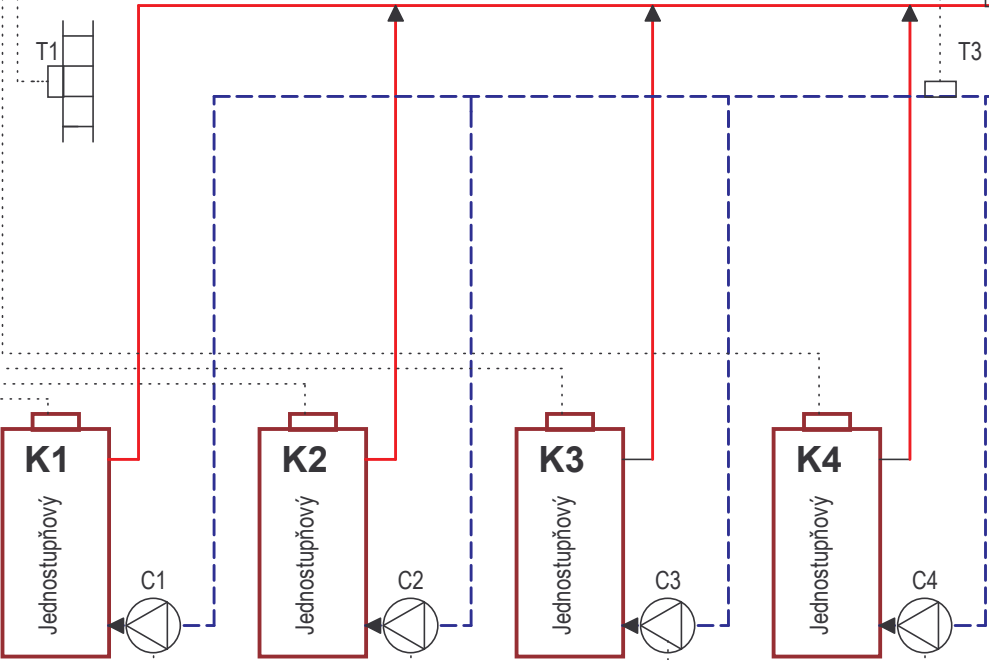 T1
T3
K1
K2
K3
K4
Jednostupňový
Jednostupňový
Jednostupňový
Jednostupňový
C1
C2
C3
C4